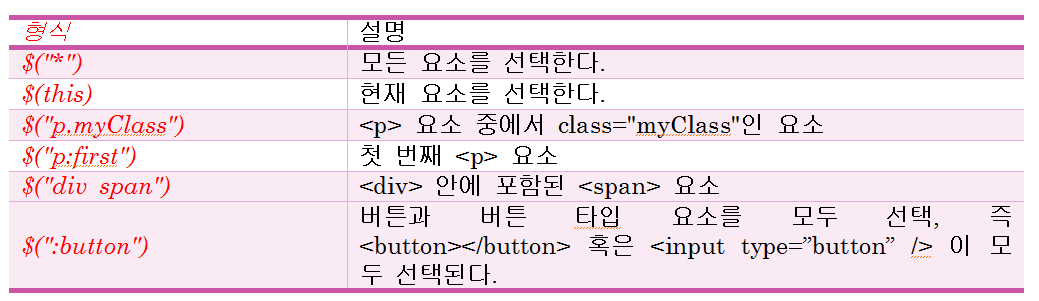 형식 설명
$("*") 모든 요소를 선택한다.
$(this) 현재 요소를 선택한다.
$("p.myClass") <p> 요소 중에서 class="myClass"인 요소
$("p:first") 첫 번째 <p> 요소
$("div span") <div> 안에 포함된 <span> 요소
$(":button")
버튼과 버튼 타입 요소를 모두 선택, 즉
<button></button> 혹은 <input type=”button” /> 이 모
두 선택된다.